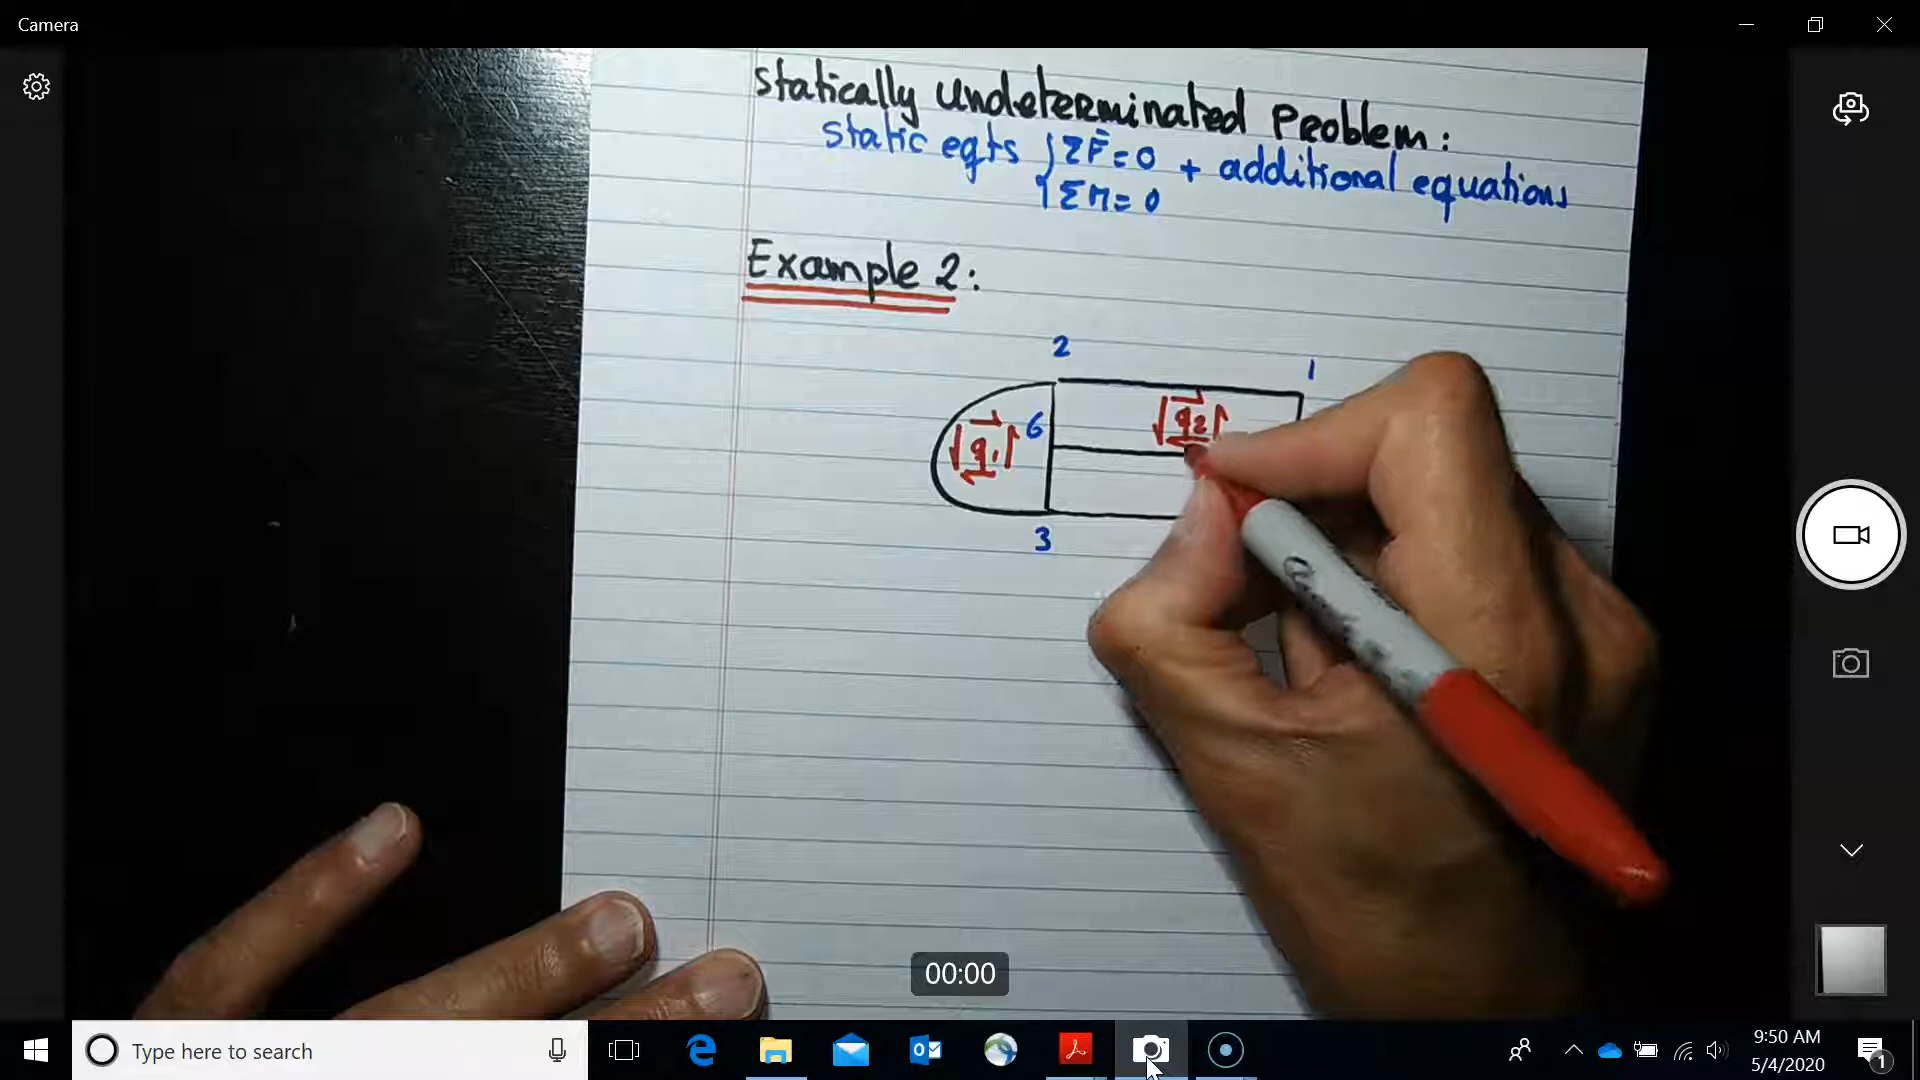 Camera
Statically Undeterminated Problem:
Static eqts { ΣF̄ = 0 + additional equations
ΣM = 0
Example 2:
2
1
6
q1
q2
3
00:00
Type here to search
9:50 AM
5/4/2020
1